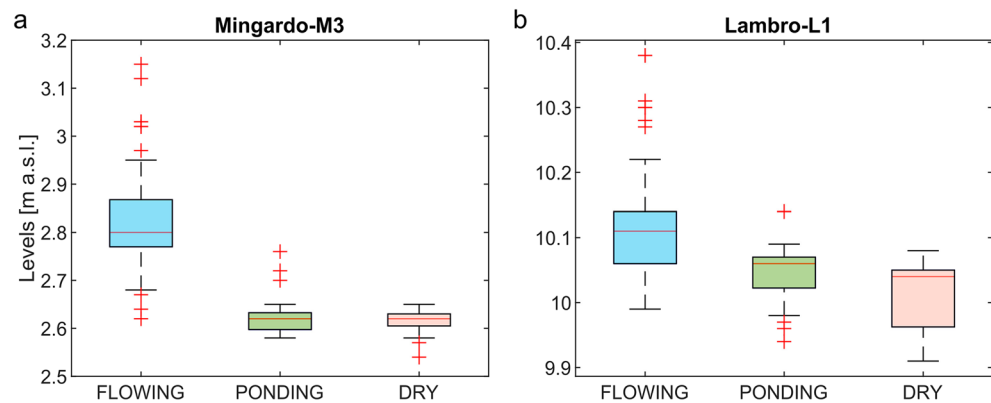 a
Mingardo-M3
Levels [m a.s.l.]
3.2
3.1
3
2.9
2.8
2.7
2.6
2.5
FLOWING PONDING DRY
b
Lambro-L1
10.4
10.3
10.2
10.1
10
9.9
FLOWING PONDING DRY